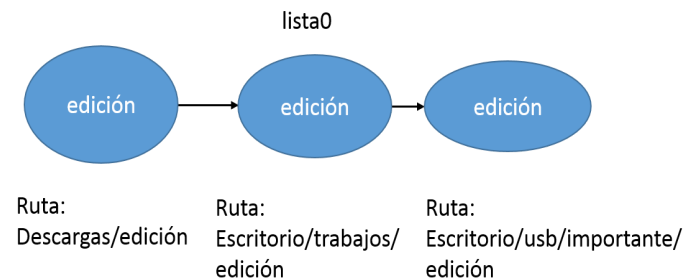 lista0
edición
edición
edición
Ruta:
Descargas/edición
Ruta:
Escritorio/trabajos/
edición
Ruta:
Escritorio/usb/importante/
edición